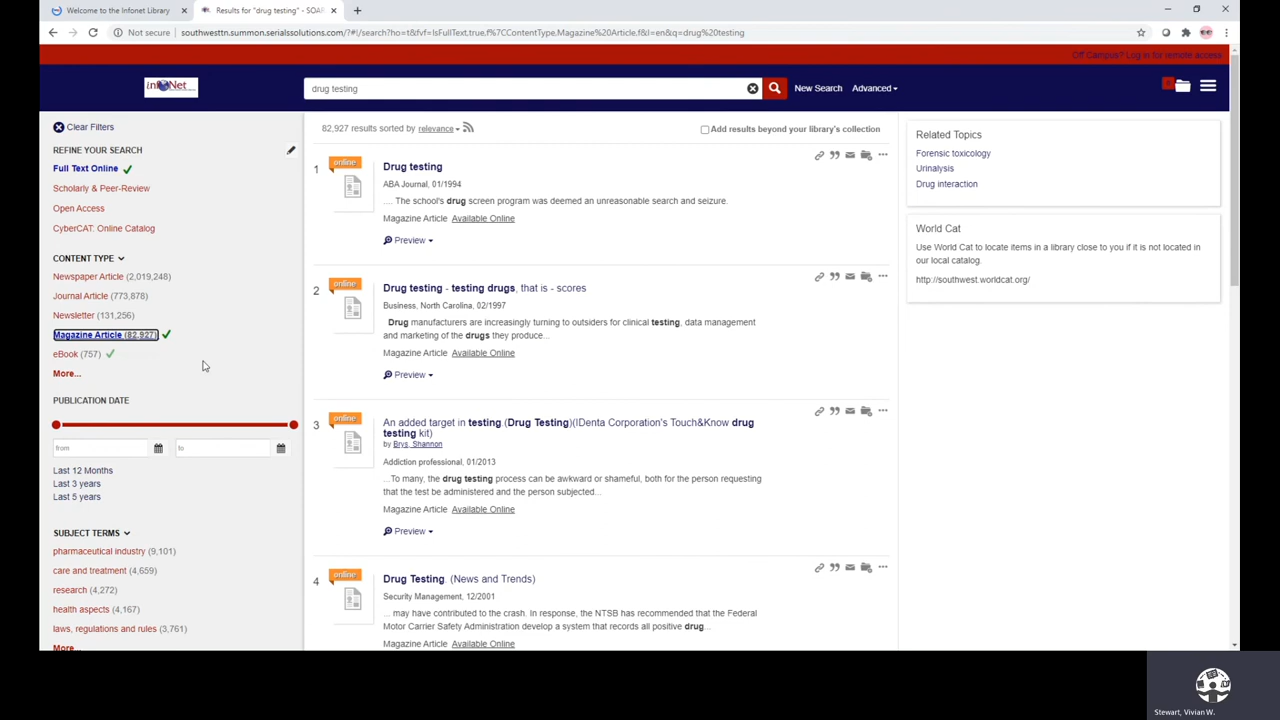 Welcome to the Infonet Library
Results for "drug testing" - SOAR
Not secure
southwesttn.summon.serialssolutions.com/?#!/search?ho=t&fvf=IsFullText,true,f%7CContentType,Magazine%20Article,f&l=en&q=drug%20testing
Off Campus? Log in for remote access
infoNet
drug testing
New Search
Advanced
Clear Filters
REFINE YOUR SEARCH
Full Text Online
Scholarly & Peer-Review
Open Access
CyberCAT: Online Catalog
CONTENT TYPE
Newspaper Article (2,019,248)
Journal Article (773,878)
Newsletter (131,256)
Magazine Article (82,927)
eBook (757)
More...
PUBLICATION DATE
from
to
Last 12 Months
Last 3 years
Last 5 years
SUBJECT TERMS
pharmaceutical industry (9,101)
care and treatment (4,659)
research (4,272)
health aspects (4,167)
laws, regulations and rules (3,761)
More...
82,927 results sorted by relevance
Add results beyond your library's collection
1
online
Drug testing
ABA Journal, 01/1994
.... The school's drug screen program was deemed an unreasonable search and seizure.
Magazine Article Available Online
Preview
2
online
Drug testing - testing drugs, that is - scores
Business, North Carolina, 02/1997
Drug manufacturers are increasingly turning to outsiders for clinical testing, data management
and marketing of the drugs they produce...
Magazine Article Available Online
Preview
3
online
An added target in testing.(Drug Testing)(IDenta Corporation's Touch&Know drug
testing kit)
by Brys, Shannon
Addiction professional, 01/2013
...To many, the drug testing process can be awkward or shameful, both for the person requesting
that the test be administered and the person subjected...
Magazine Article Available Online
Preview
4
online
Drug Testing. (News and Trends)
Security Management, 12/2001
... may have contributed to the crash. In response, the NTSB has recommended that the Federal
Motor Carrier Safety Administration develop a system that records all positive drug...
Magazine Article Available Online
Related Topics
Forensic toxicology
Urinalysis
Drug interaction
World Cat
Use World Cat to locate items in a library close to you if it is not located in
our local catalog.
http://southwest.worldcat.org/
Stewart, Vivian W.